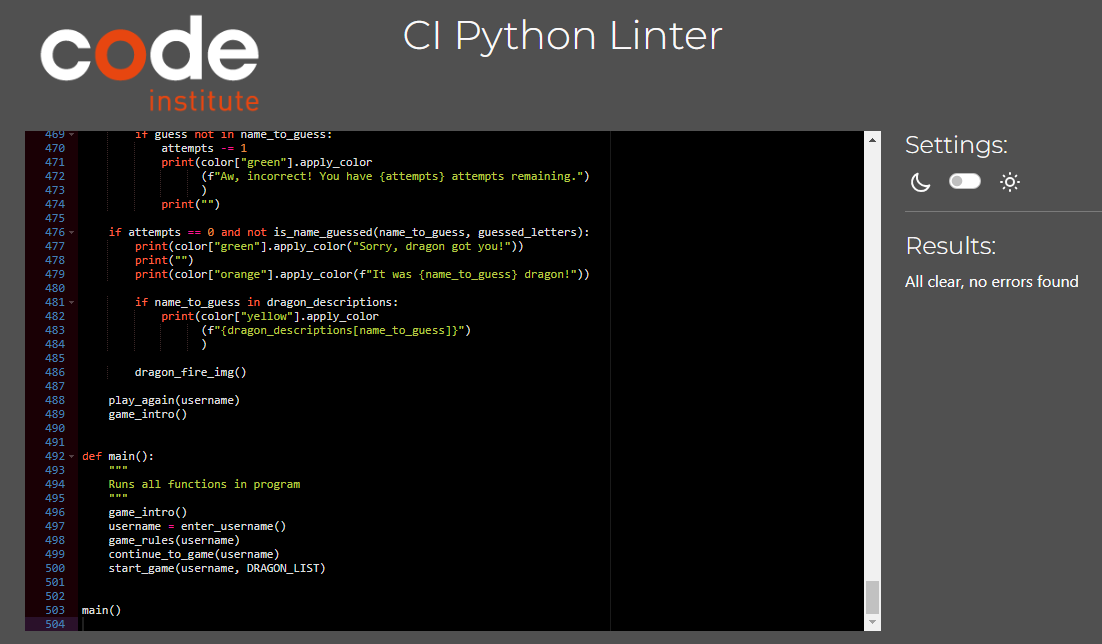 code
institute
CI Python Linter
469 if guess not in name_to_guess:
470 attempts -= 1
471 print(color["green"].apply_color
472 (f"Aw, incorrect! You have {attempts} attempts remaining.")
473 )
474 print("")
475
476 if attempts == 0 and not is_name_guessed(name_to_guess, guessed_letters):
477 print(color["green"].apply_color("Sorry, dragon got you!"))
478 print("")
479 print(color["orange"].apply_color(f"It was {name_to_guess} dragon!"))
480
481 if name_to_guess in dragon_descriptions:
482 print(color["yellow"].apply_color
483 (f"{dragon_descriptions[name_to_guess]}")
484 )
485
486 dragon_fire_img()
487
488 play_again(username)
489 game_intro()
490
491
492 def main():
493 """
494 Runs all functions in program
495 """
496 game_intro()
497 username = enter_username()
498 game_rules(username)
499 continue_to_game(username)
500 start_game(username, DRAGON_LIST)
501
502
503 main()
504
Settings:
Results:
All clear, no errors found